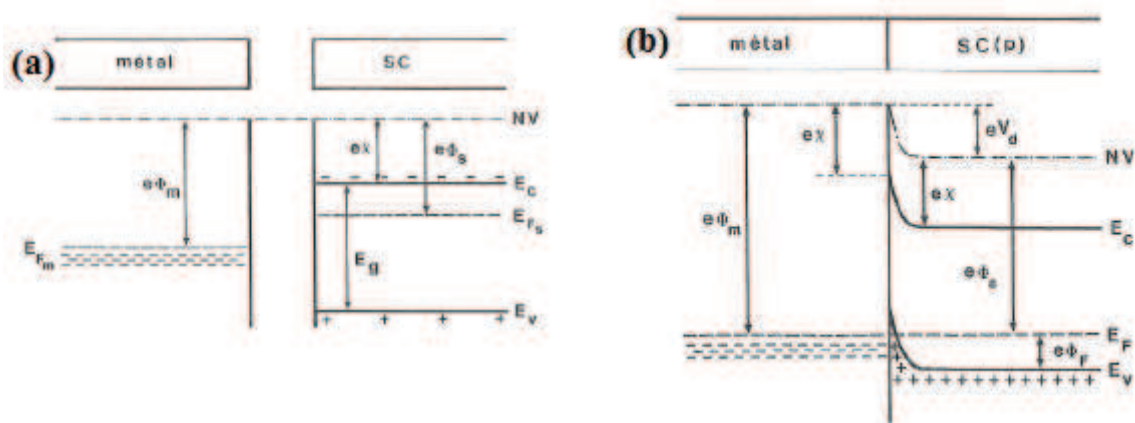 (a)
métal
SC
NV
eχ
eΦs
eΦm
Ec
EFs
EFm
Eg
Ev
(b)
métal
SC(p)
eχ
eVd
NV
eχ
Ec
eΦm
eΦs
EF
eΦF
Ev